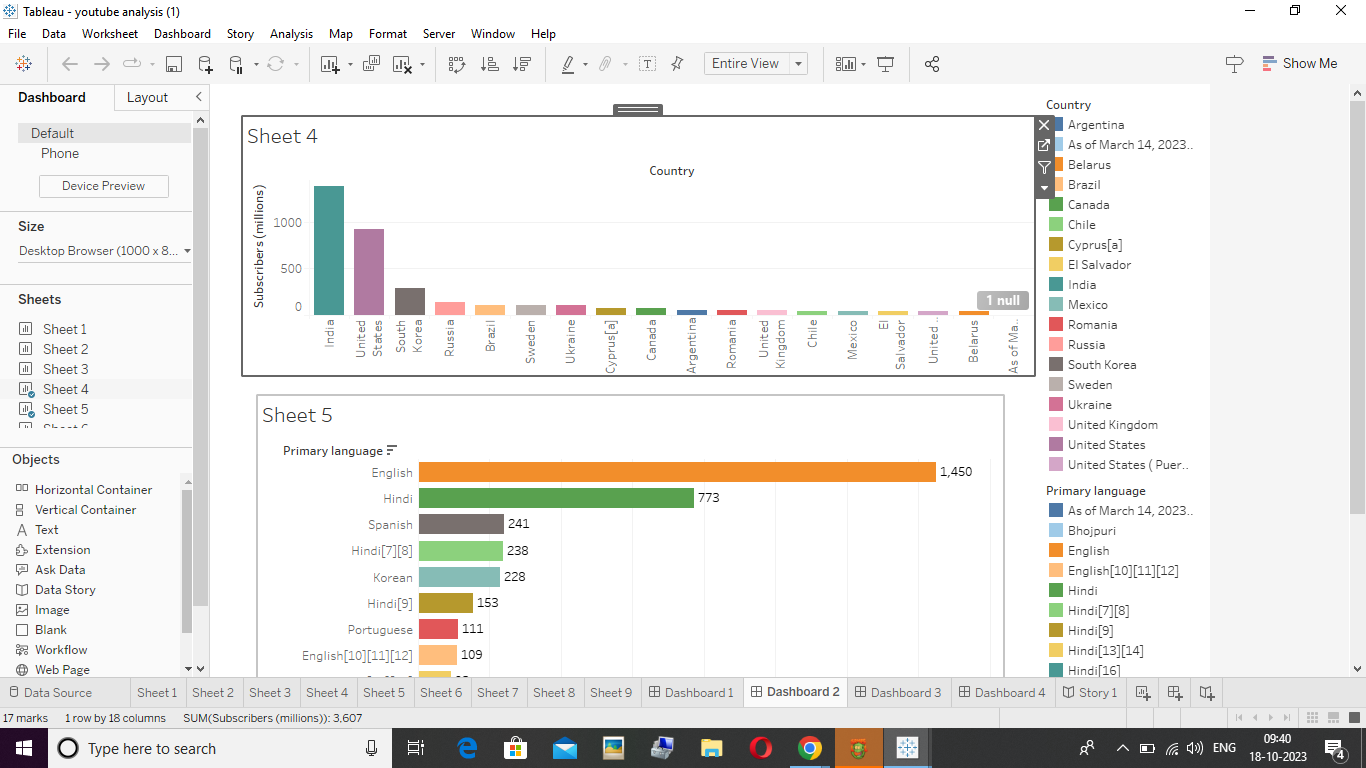 Tableau - youtube analysis (1)
File Data Worksheet Dashboard Story Analysis Map Format Server Window Help
Entire View
Show Me
Dashboard Layout
Default
Phone
Device Preview
Size
Desktop Browser (1000 x 8...
Sheets
Sheet 1
Sheet 2
Sheet 3
Sheet 4
Sheet 5
Objects
Horizontal Container
Vertical Container
Text
Extension
Ask Data
Data Story
Image
Blank
Workflow
Web Page
Sheet 4
Country
Subscribers (millions)
1000
500
0
1 null
India
United States
South Korea
Russia
Brazil
Sweden
Ukraine
Cyprus[a]
Canada
Argentina
Romania
United Kingdom
Chile
Mexico
El Salvador
United ...
Belarus
As of Ma..
Sheet 5
Primary language
English 1,450
Hindi 773
Spanish 241
Hindi[7][8] 238
Korean 228
Hindi[9] 153
Portuguese 111
English[10][11][12] 109
Country
Argentina
As of March 14, 2023..
Belarus
Brazil
Canada
Chile
Cyprus[a]
El Salvador
India
Mexico
Romania
Russia
South Korea
Sweden
Ukraine
United Kingdom
United States
United States ( Puer..
Primary language
As of March 14, 2023..
Bhojpuri
English
English[10][11][12]
Hindi
Hindi[7][8]
Hindi[9]
Hindi[13][14]
Hindi[16]
Data Source Sheet 1 Sheet 2 Sheet 3 Sheet 4 Sheet 5 Sheet 6 Sheet 7 Sheet 8 Sheet 9 Dashboard 1 Dashboard 2 Dashboard 3 Dashboard 4 Story 1
17 marks 1 row by 18 columns SUM(Subscribers (millions)): 3,607
Type here to search
ENG
09:40
18-10-2023
4